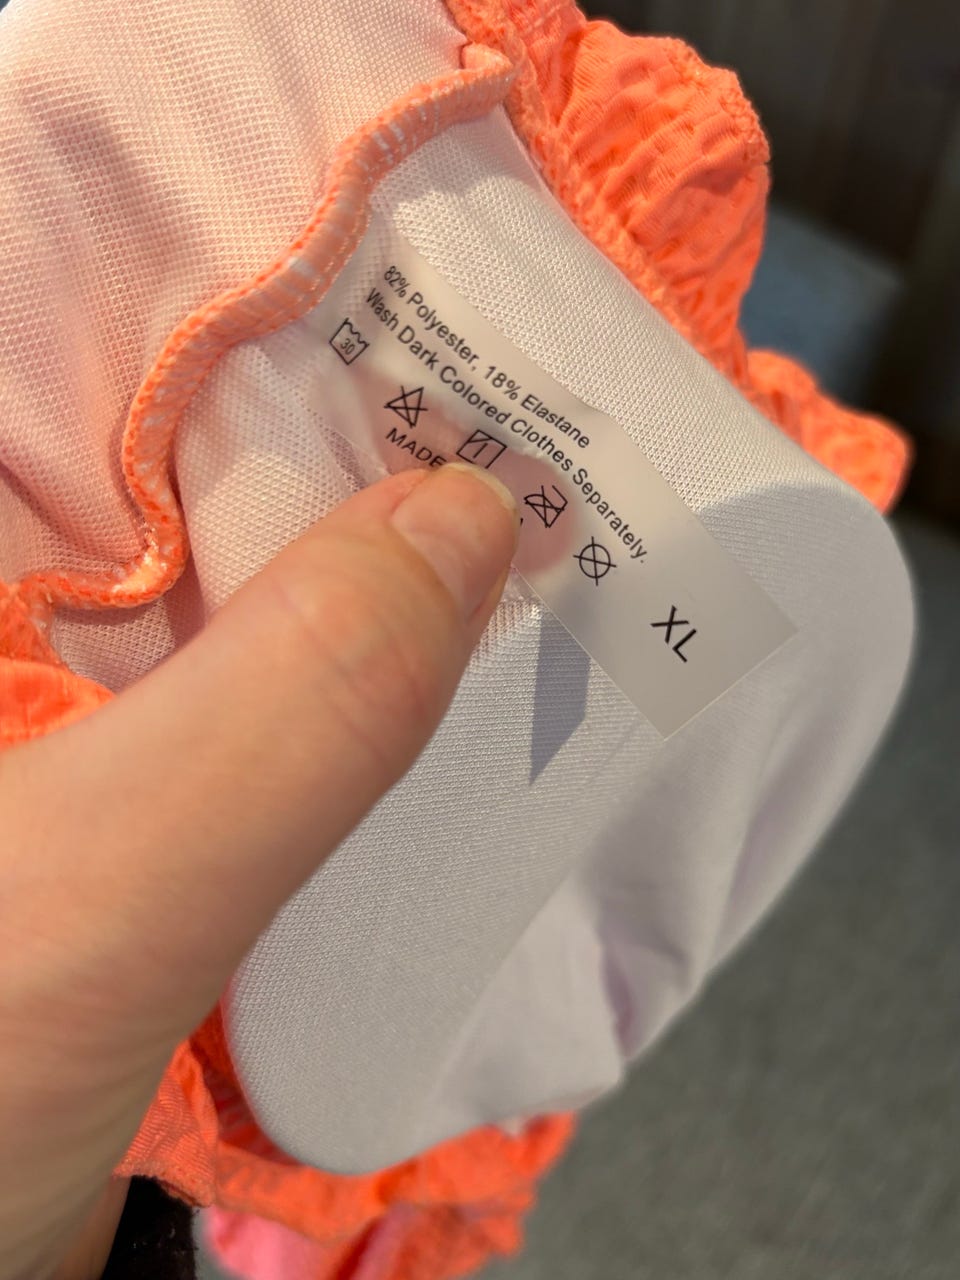 82% Polyester, 18% Elastane
Wash Dark Colored Clothes Separately.
30
MADE
XL